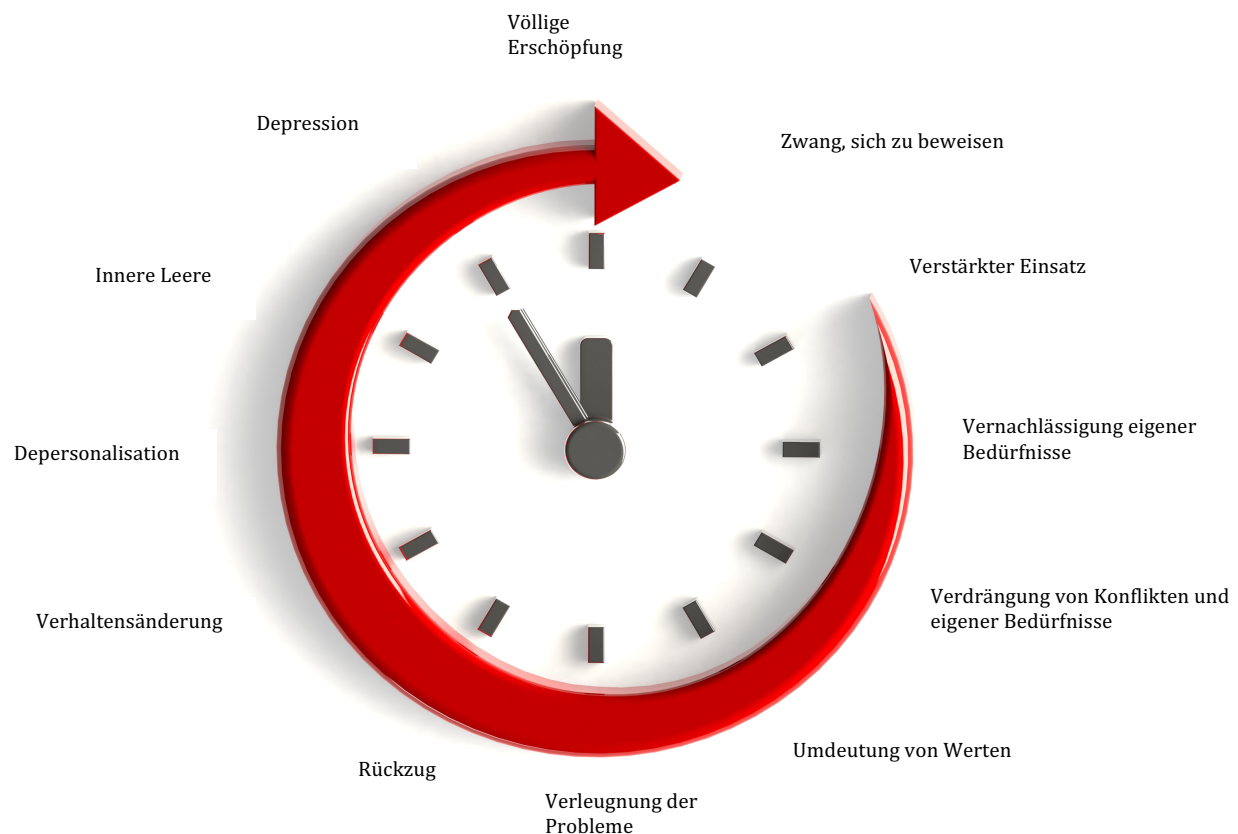 Völlige
Erschöpfung
Zwang, sich zu beweisen
Verstärkter Einsatz
Vernachlässigung eigener
Bedürfnisse
Verdrängung von Konflikten und
eigener Bedürfnisse
Umdeutung von Werten
Verleugnung der
Probleme
Rückzug
Verhaltensänderung
Depersonalisation
Innere Leere
Depression